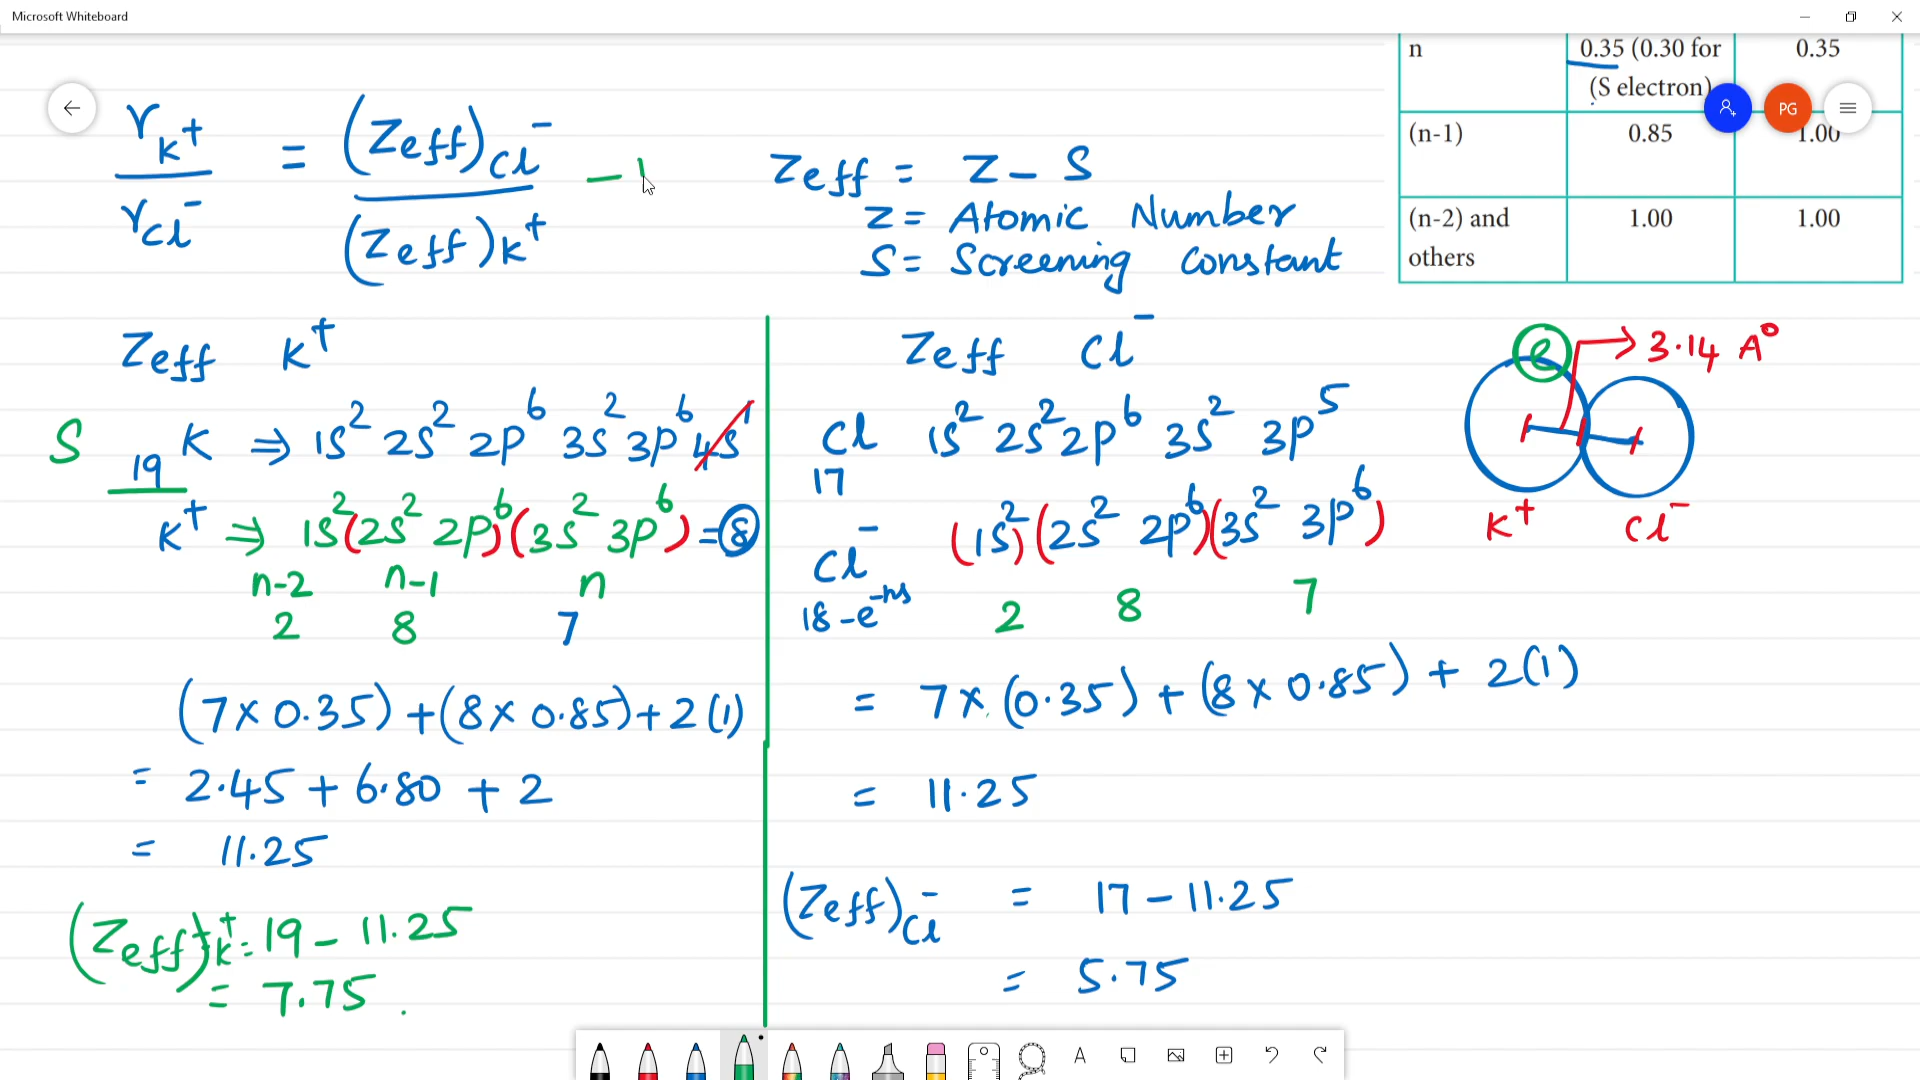 Microsoft Whiteboard
n 0.35 (0.30 for 0.35
(S electron)
PG
(n-1) 0.85 1.00
(n-2) and 1.00 1.00
others
rK⁺ / rCl⁻ = (Zeff)Cl⁻ / (Zeff)K⁺ – 1
Zeff = Z – S
Z = Atomic Number
S = Screening Constant
Zeff K⁺
S 19 K ⇒ 1S² 2S² 2P⁶ 3S² 3P⁶ 4S¹
K⁺ ⇒ 1S² (2S² 2P⁶) (3S² 3P⁶) = 8
n-2 n-1 n
2 8 7
(7 × 0.35) + (8 × 0.85) + 2(1)
= 2.45 + 6.80 + 2
= 11.25
(Zeff)K⁺ = 19 – 11.25
= 7.75
Zeff Cl⁻
Cl 1S² 2S² 2P⁶ 3S² 3P⁵
17
Cl⁻ (1S²) (2S² 2P⁶) (3S² 3P⁶)
18 - e⁻ⁿˢ 2 8 7
= 7 × (0.35) + (8 × 0.85) + 2(1)
= 11.25
(Zeff)Cl⁻ = 17 – 11.25
= 5.75
e → 3.14 A⁰
K⁺ Cl⁻
A